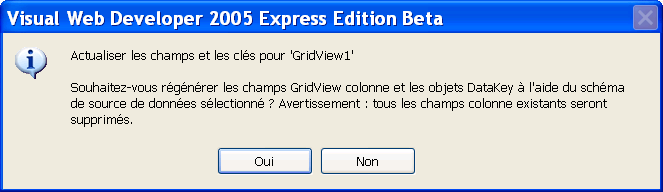 Visual Web Developer 2005 Express Edition Beta
Actualiser les champs et les clés pour 'GridView1'
Souhaitez-vous régénérer les champs GridView colonne et les objets DataKey à l'aide du schéma
de source de données sélectionné ? Avertissement : tous les champs colonne existants seront
supprimés.
Oui Non